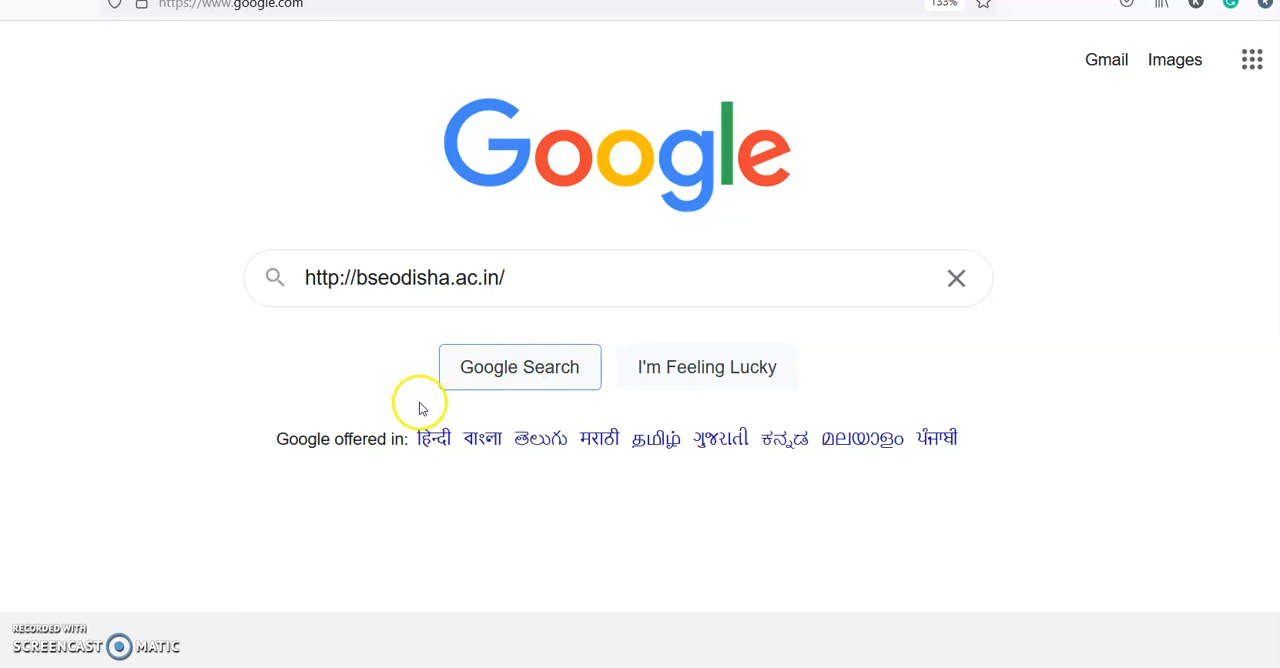 https://www.google.com
133%
Gmail Images
Google
http://bseodisha.ac.in/
Google Search I'm Feeling Lucky
Google offered in: हिन्दी বাংলা తెలుగు मराठी தமிழ் ગુજરાતી ಕನ್ನಡ മലയാളം ਪੰਜਾਬੀ
RECORDED WITH
SCREENCAST MATIC